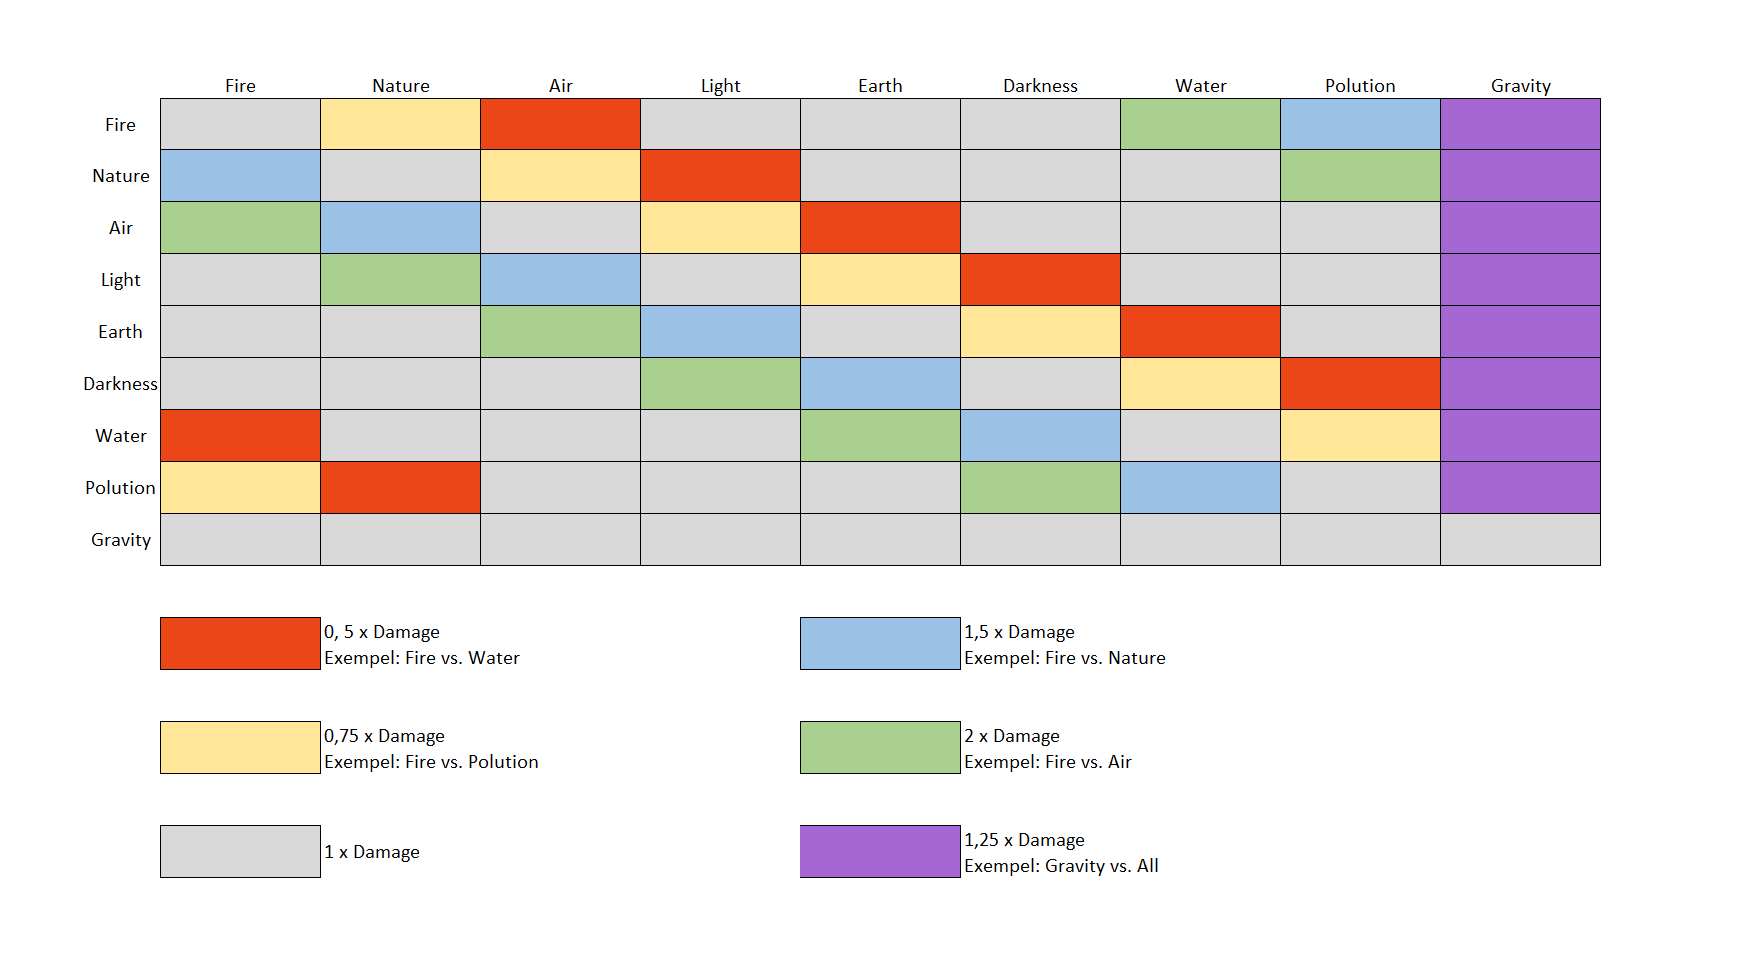 Fire Nature Air Light Earth Darkness Water Polution Gravity
Fire
Nature
Air
Light
Earth
Darkness
Water
Polution
Gravity
0, 5 x Damage
Exempel: Fire vs. Water
1,5 x Damage
Exempel: Fire vs. Nature
0,75 x Damage
Exempel: Fire vs. Polution
2 x Damage
Exempel: Fire vs. Air
1 x Damage
1,25 x Damage
Exempel: Gravity vs. All